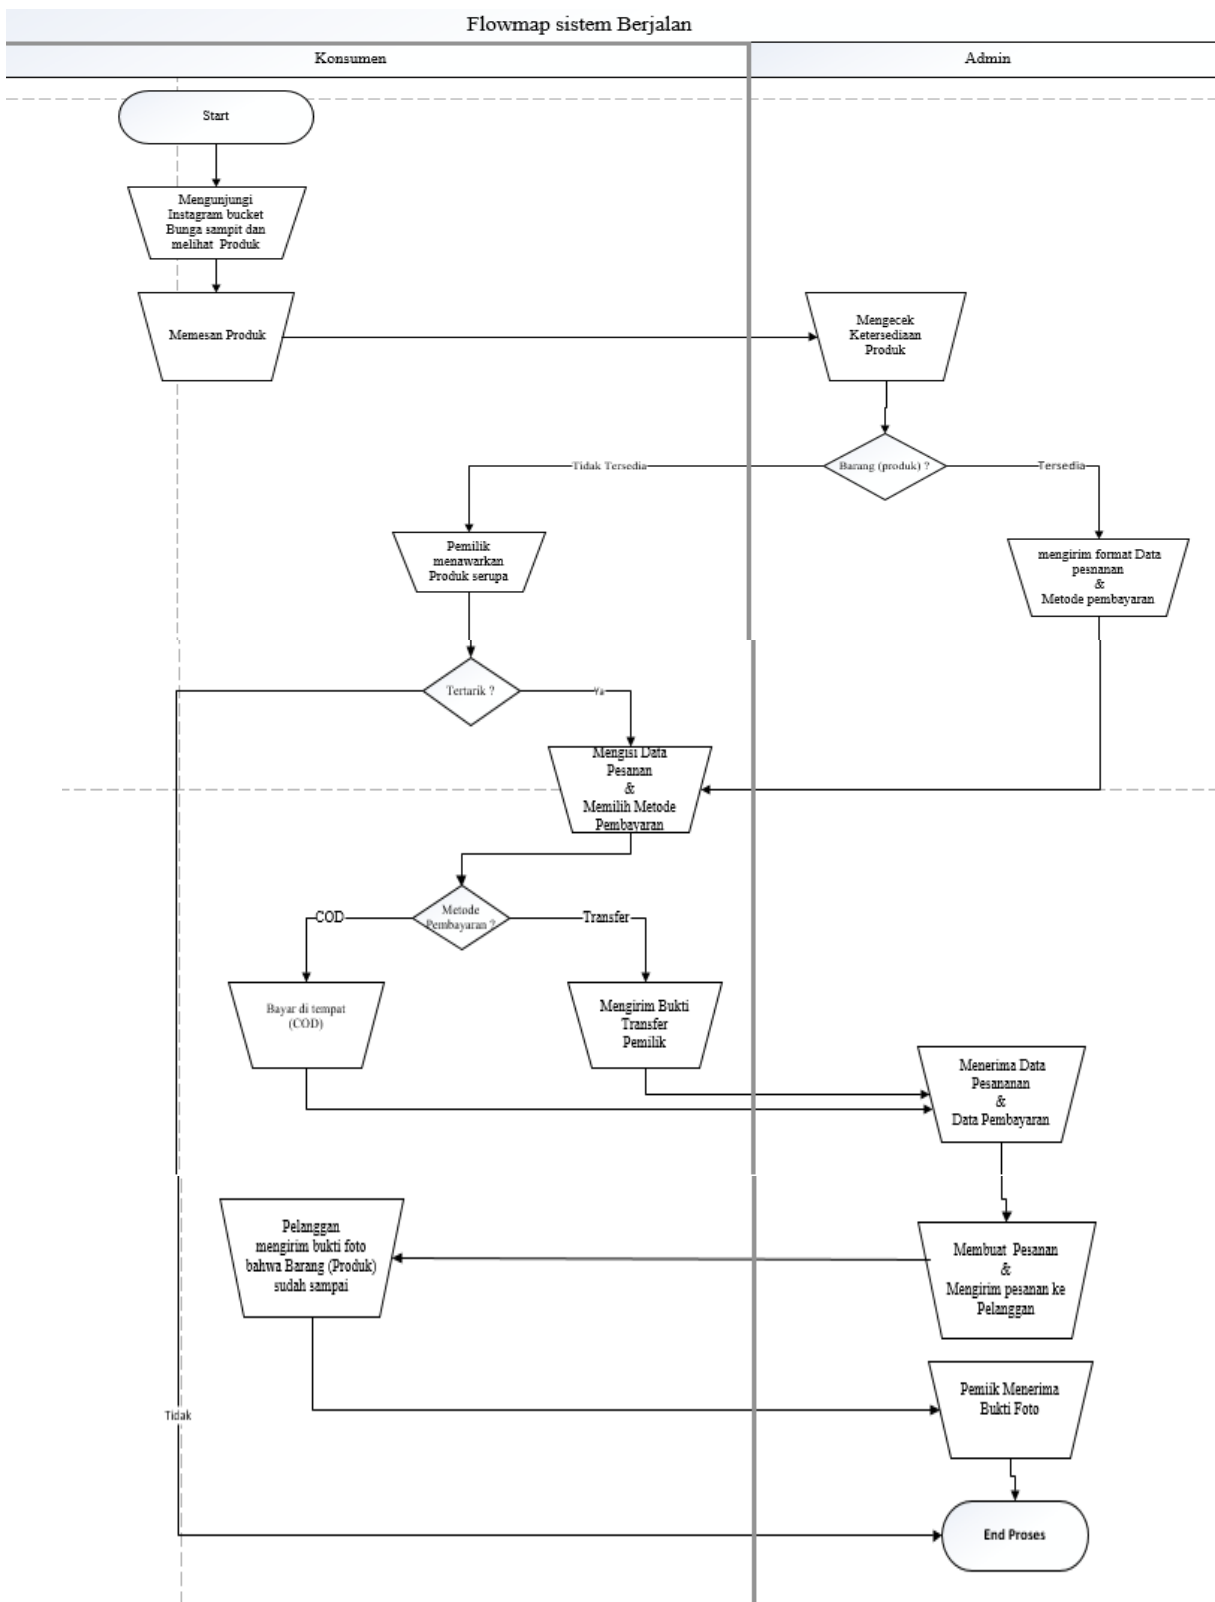 Flowmap sistem Berjalan
Konsumen
Admin
Start
Mengunjungi
Instagram bucket
Bunga sampit dan
melihat Produk
Memesan Produk
Mengecek
Ketersediaan
Produk
Barang (produk) ?
Tidak Tersedia
Tersedia
Pemilik
menawarkan
Produk serupa
mengirim format Data
pesnanan
&
Metode pembayaran
Tertarik ?
Ya
Mengisi Data
Pesanan
&
Memilih Metode
Pembayaran
Metode
Pembayaran ?
COD
Transfer
Bayar di tempat
(COD)
Mengirim Bukti
Transfer
Pemilik
Menerima Data
Pesananan
&
Data Pembayaran
Pelanggan
mengirim bukti foto
bahwa Barang (Produk)
sudah sampai
Membuat Pesanan
&
Mengirim pesanan ke
Pelanggan
Pemiik Menerima
Bukti Foto
Tidak
End Proses